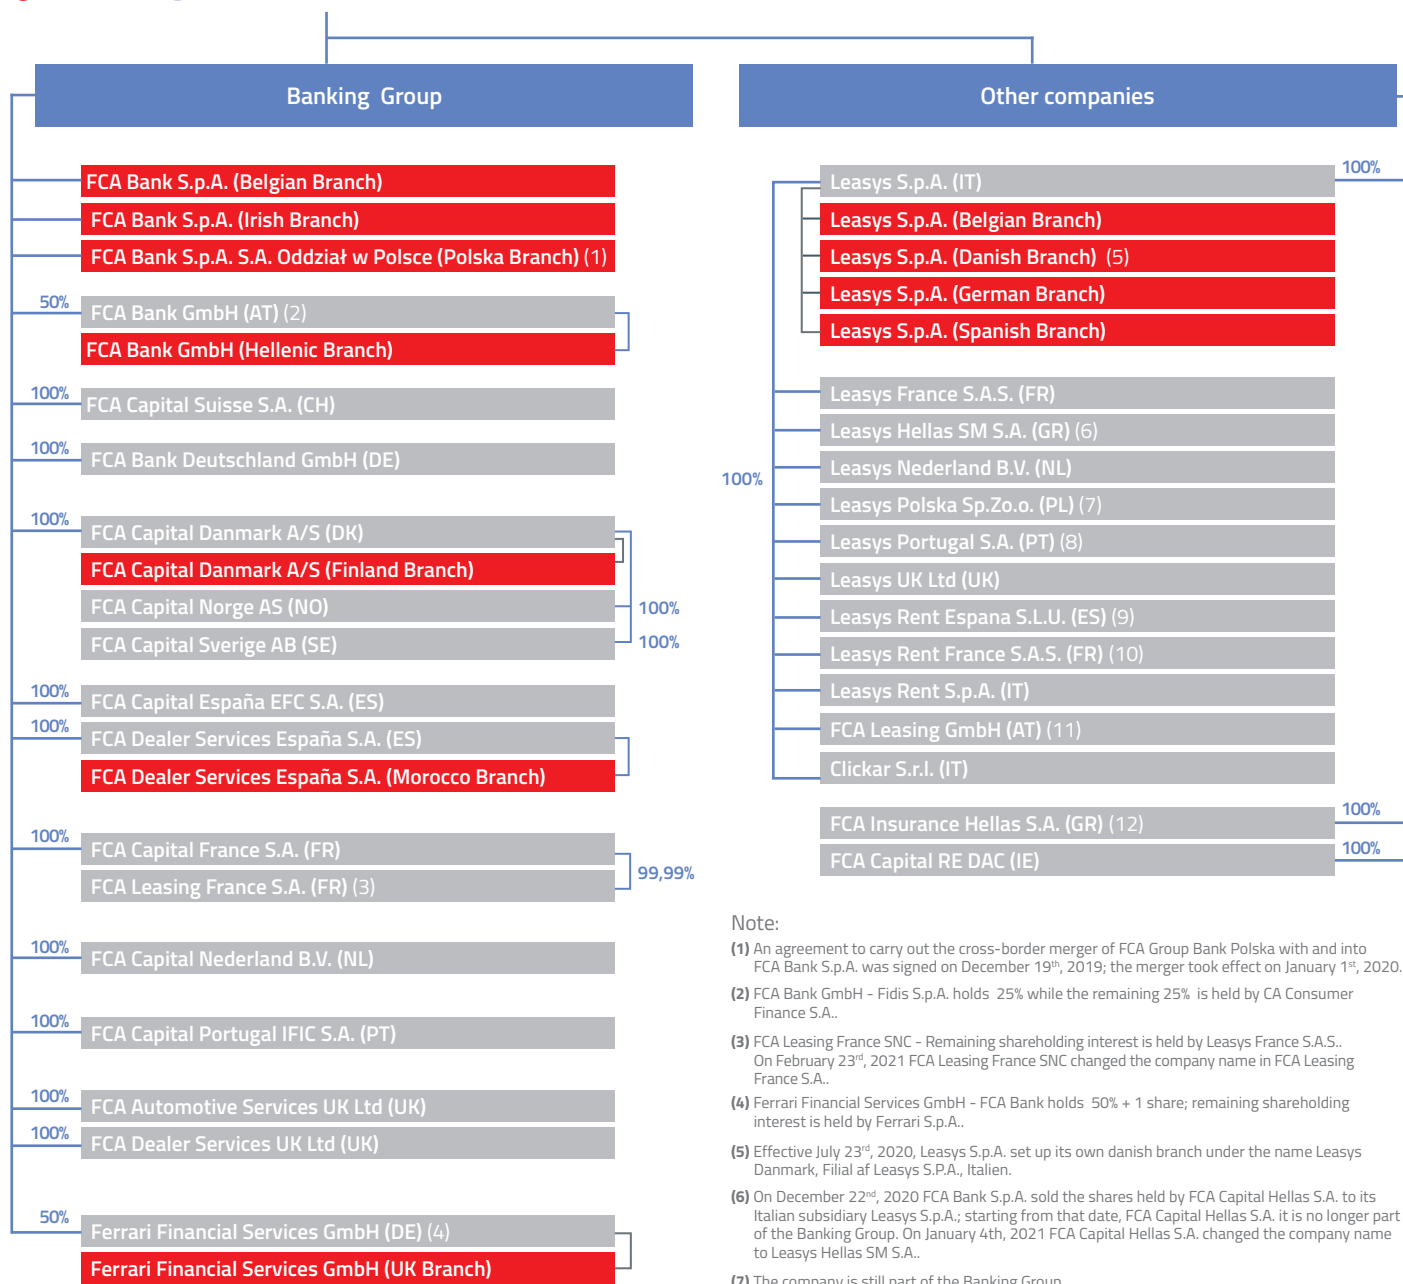 Banking Group
FCA Bank S.p.A. (Belgian Branch)
FCA Bank S.p.A. (Irish Branch)
FCA Bank S.p.A. S.A. Oddział w Polsce (Polska Branch) (1)
50%
FCA Bank GmbH (AT) (2)
FCA Bank GmbH (Hellenic Branch)
100%
FCA Capital Suisse S.A. (CH)
100%
FCA Bank Deutschland GmbH (DE)
100%
FCA Capital Danmark A/S (DK)
FCA Capital Danmark A/S (Finland Branch)
FCA Capital Norge AS (NO)
100%
FCA Capital Sverige AB (SE)
100%
100%
FCA Capital España EFC S.A. (ES)
100%
FCA Dealer Services España S.A. (ES)
FCA Dealer Services España S.A. (Morocco Branch)
100%
FCA Capital France S.A. (FR)
99,99%
FCA Leasing France S.A. (FR) (3)
100%
FCA Capital Nederland B.V. (NL)
100%
FCA Capital Portugal IFIC S.A. (PT)
100%
FCA Automotive Services UK Ltd (UK)
100%
FCA Dealer Services UK Ltd (UK)
50%
Ferrari Financial Services GmbH (DE) (4)
Ferrari Financial Services GmbH (UK Branch)
Other companies
100%
Leasys S.p.A. (IT)
Leasys S.p.A. (Belgian Branch)
Leasys S.p.A. (Danish Branch) (5)
Leasys S.p.A. (German Branch)
Leasys S.p.A. (Spanish Branch)
Leasys France S.A.S. (FR)
Leasys Hellas SM S.A. (GR) (6)
Leasys Nederland B.V. (NL)
100%
Leasys Polska Sp.Zo.o. (PL) (7)
Leasys Portugal S.A. (PT) (8)
Leasys UK Ltd (UK)
Leasys Rent Espana S.L.U. (ES) (9)
Leasys Rent France S.A.S. (FR) (10)
Leasys Rent S.p.A. (IT)
FCA Leasing GmbH (AT) (11)
Clickar S.r.l. (IT)
100%
FCA Insurance Hellas S.A. (GR) (12)
100%
FCA Capital RE DAC (IE)
Note:
(1) An agreement to carry out the cross-border merger of FCA Group Bank Polska with and into
FCA Bank S.p.A. was signed on December 19th, 2019; the merger took effect on January 1st, 2020.
(2) FCA Bank GmbH - Fidis S.p.A. holds 25% while the remaining 25% is held by CA Consumer
Finance S.A..
(3) FCA Leasing France SNC - Remaining shareholding interest is held by Leasys France S.A.S..
On February 23rd, 2021 FCA Leasing France SNC changed the company name in FCA Leasing
France S.A..
(4) Ferrari Financial Services GmbH - FCA Bank holds 50% + 1 share; remaining shareholding
interest is held by Ferrari S.p.A..
(5) Effective July 23rd, 2020, Leasys S.p.A. set up its own danish branch under the name Leasys
Danmark, Filial af Leasys S.P.A., Italien.
(6) On December 22nd, 2020 FCA Bank S.p.A. sold the shares held by FCA Capital Hellas S.A. to its
Italian subsidiary Leasys S.p.A.; starting from that date, FCA Capital Hellas S.A. it is no longer part
of the Banking Group. On January 4th, 2021 FCA Capital Hellas S.A. changed the company name
to Leasys Hellas SM S.A..
(7) The company is still part of the Banking Group